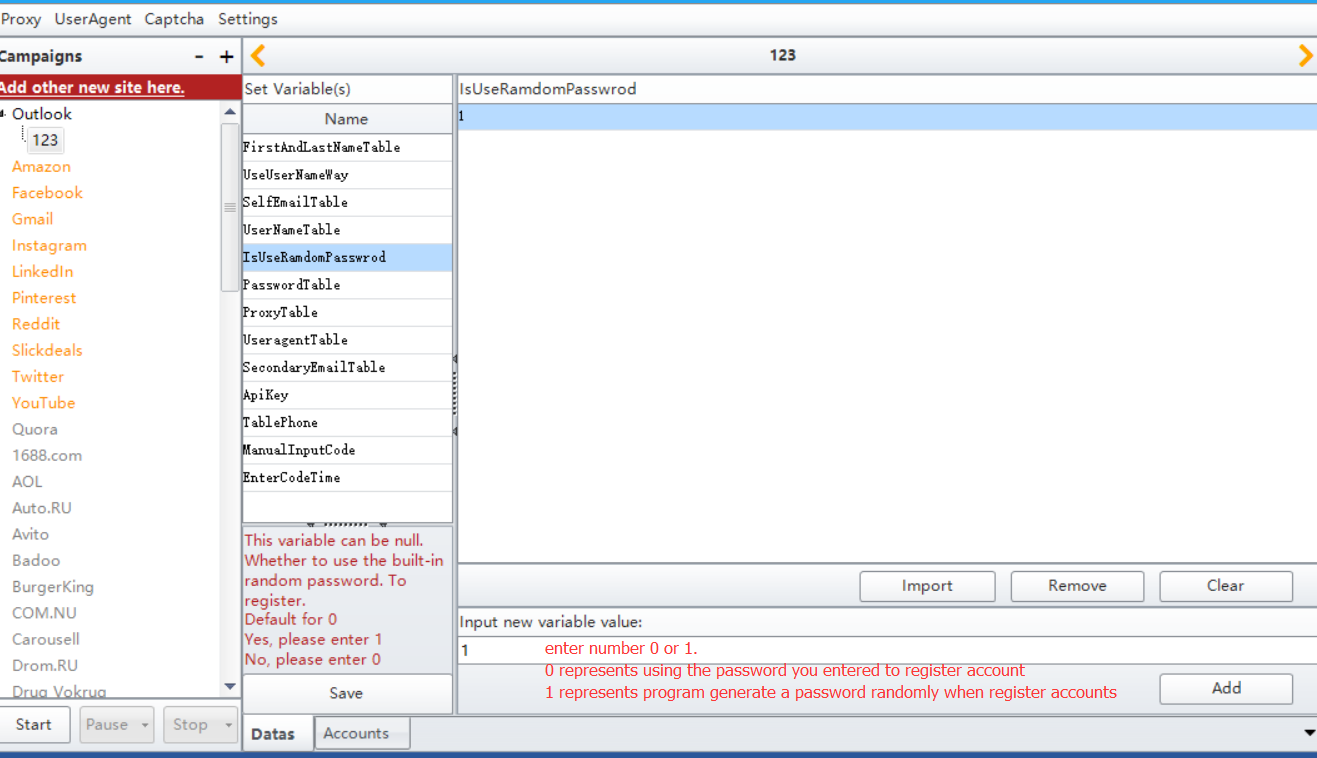 Proxy UserAgent Captcha Settings
Campaigns - +
123
Add other new site here.
Set Variable(s)
IsUseRamdomPasswrod
Outlook
123
Amazon
Facebook
Gmail
Instagram
LinkedIn
Pinterest
Reddit
Slickdeals
Twitter
YouTube
Quora
1688.com
AOL
Auto.RU
Avito
Badoo
BurgerKing
COM.NU
Carousell
Drom.RU
Drug Vokrug
Name
FirstAndLastNameTable
UseUserNameWay
SelfEmailTable
UserNameTable
IsUseRamdomPasswrod
PasswordTable
ProxyTable
UseragentTable
SecondaryEmailTable
ApiKey
TablePhone
ManualInputCode
EnterCodeTime
1
This variable can be null.
Whether to use the built-in
random password. To
register.
Default for 0
Yes, please enter 1
No, please enter 0
Save
Import Remove Clear
Input new variable value:
1
enter number 0 or 1.
0 represents using the password you entered to register account
1 represents program generate a password randomly when register accounts
Add
Start Pause Stop
Datas Accounts